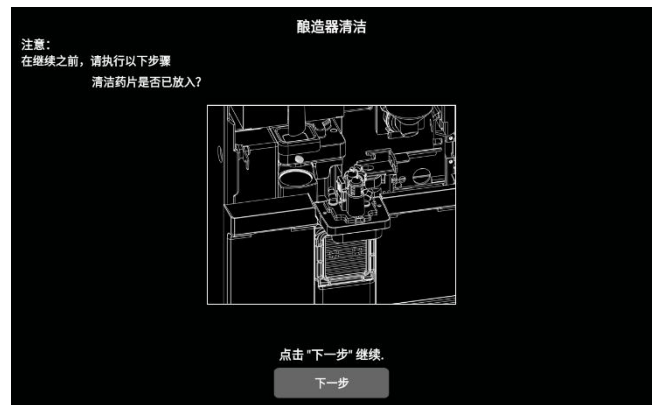 酿造器清洁
注意：
在继续之前，请执行以下步骤
清洁药片是否已放入？
点击 "下一步" 继续.
下一步